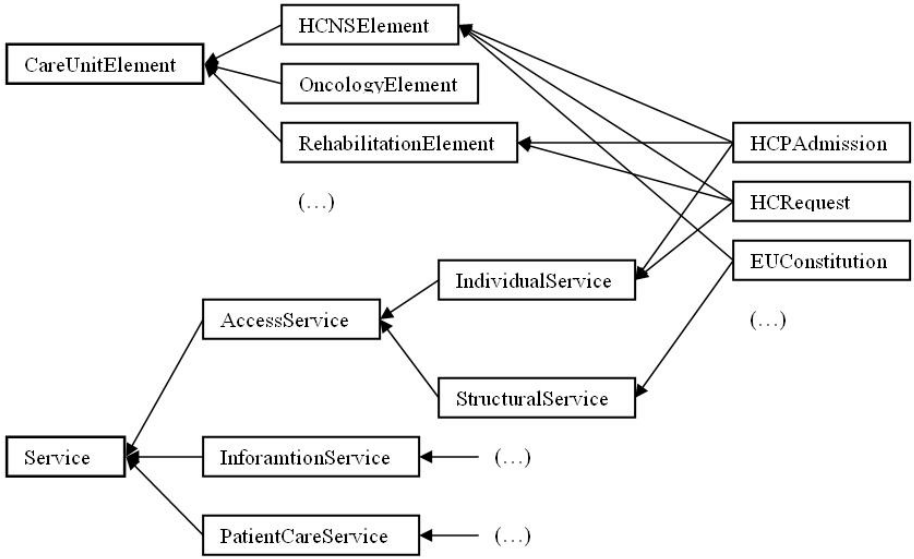 HCNSElement
CareUnitElement
OncologyElement
RehabilitationElement
HCPAdmission
(...)
HCRequest
EUConstitution
IndividualService
AccessService
(...)
StructuralService
Service
InforamtionService
(...)
PatientCareService
(...)